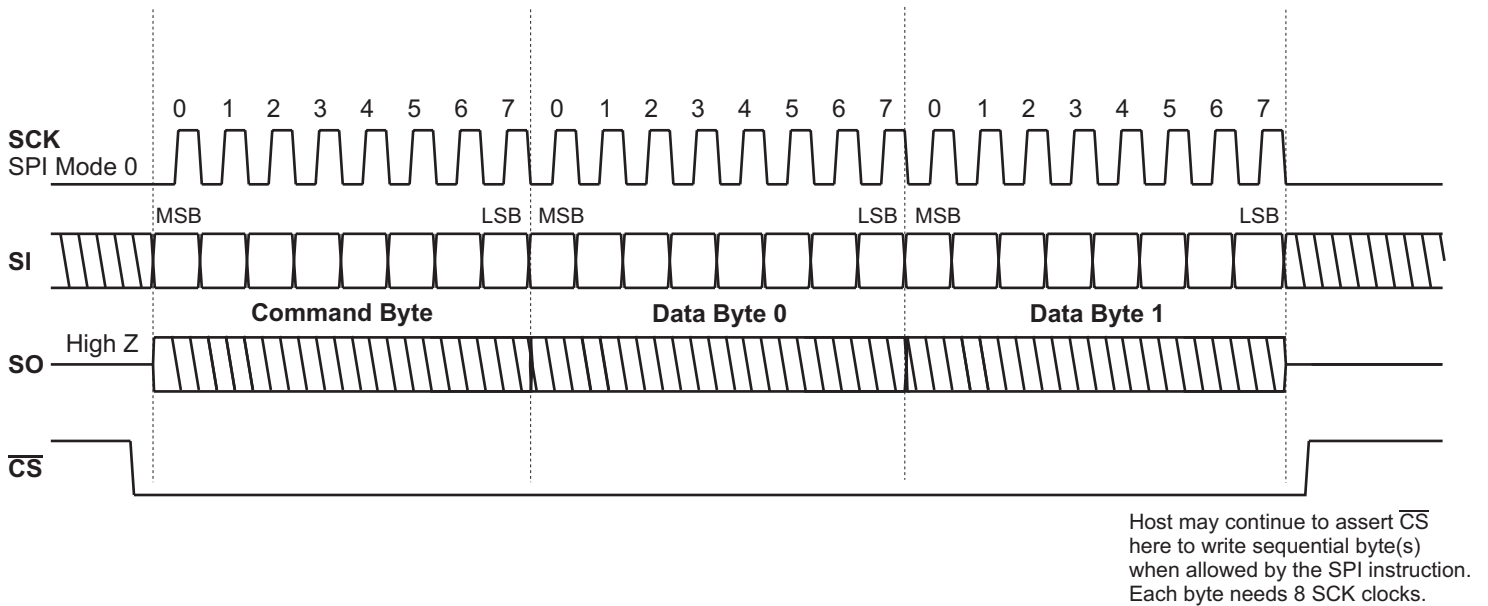 0 1 2 3 4 5 6 7 0 1 2 3 4 5 6 7 0 1 2 3 4 5 6 7
SCK
SPI Mode 0
MSB LSB MSB LSB MSB LSB
SI
Command Byte Data Byte 0 Data Byte 1
High Z
SO
C̅S̅
Host may continue to assert C̅S̅
here to write sequential byte(s)
when allowed by the SPI instruction.
Each byte needs 8 SCK clocks.